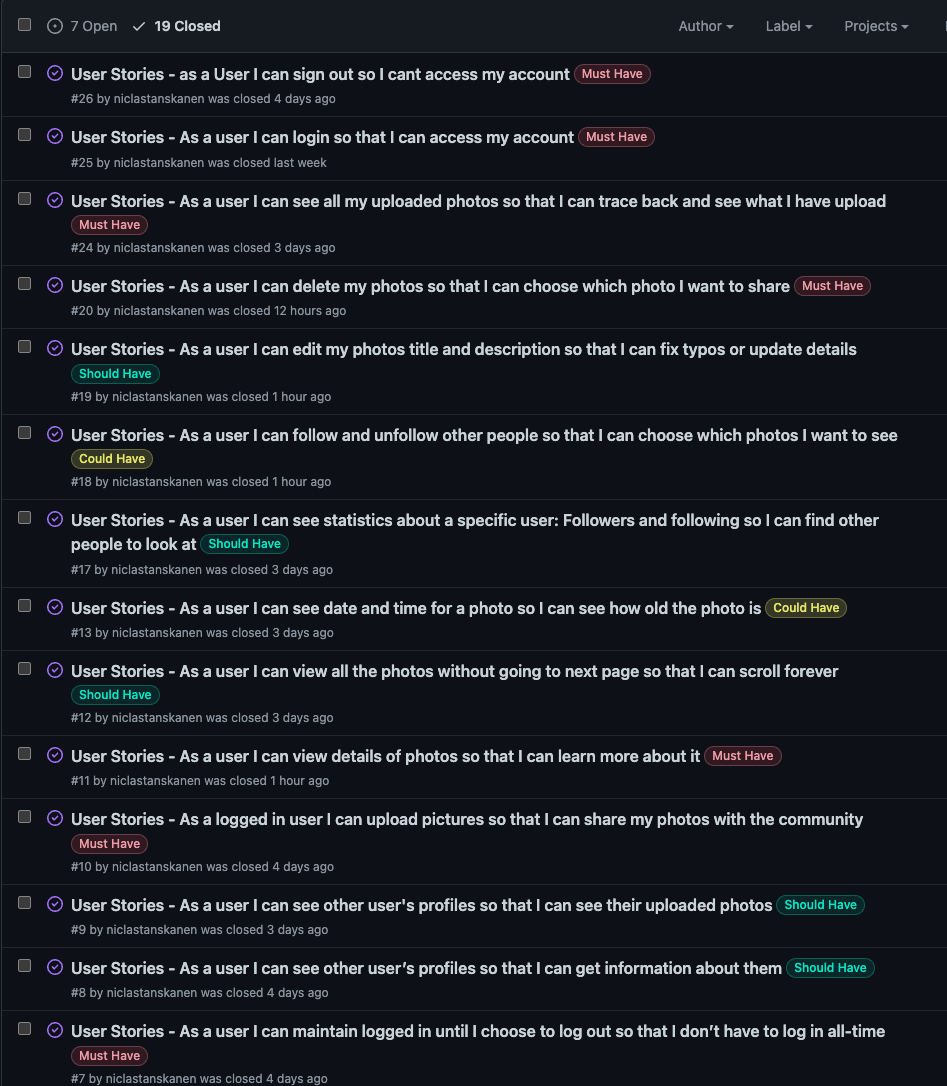 7 Open 19 Closed Author Label Projects
User Stories - as a User I can sign out so I cant access my account Must Have
#26 by niclastanskanen was closed 4 days ago
User Stories - As a user I can login so that I can access my account Must Have
#25 by niclastanskanen was closed last week
User Stories - As a user I can see all my uploaded photos so that I can trace back and see what I have upload
Must Have
#24 by niclastanskanen was closed 3 days ago
User Stories - As a user I can delete my photos so that I can choose which photo I want to share Must Have
#20 by niclastanskanen was closed 12 hours ago
User Stories - As a user I can edit my photos title and description so that I can fix typos or update details
Should Have
#19 by niclastanskanen was closed 1 hour ago
User Stories - As a user I can follow and unfollow other people so that I can choose which photos I want to see
Could Have
#18 by niclastanskanen was closed 1 hour ago
User Stories - As a user I can see statistics about a specific user: Followers and following so I can find other
people to look at Should Have
#17 by niclastanskanen was closed 3 days ago
User Stories - As a user I can see date and time for a photo so I can see how old the photo is Could Have
#13 by niclastanskanen was closed 3 days ago
User Stories - As a user I can view all the photos without going to next page so that I can scroll forever
Should Have
#12 by niclastanskanen was closed 3 days ago
User Stories - As a user I can view details of photos so that I can learn more about it Must Have
#11 by niclastanskanen was closed 1 hour ago
User Stories - As a logged in user I can upload pictures so that I can share my photos with the community
Must Have
#10 by niclastanskanen was closed 4 days ago
User Stories - As a user I can see other user's profiles so that I can see their uploaded photos Should Have
#9 by niclastanskanen was closed 3 days ago
User Stories - As a user I can see other user’s profiles so that I can get information about them Should Have
#8 by niclastanskanen was closed 4 days ago
User Stories - As a user I can maintain logged in until I choose to log out so that I don’t have to log in all-time
Must Have
#7 by niclastanskanen was closed 4 days ago